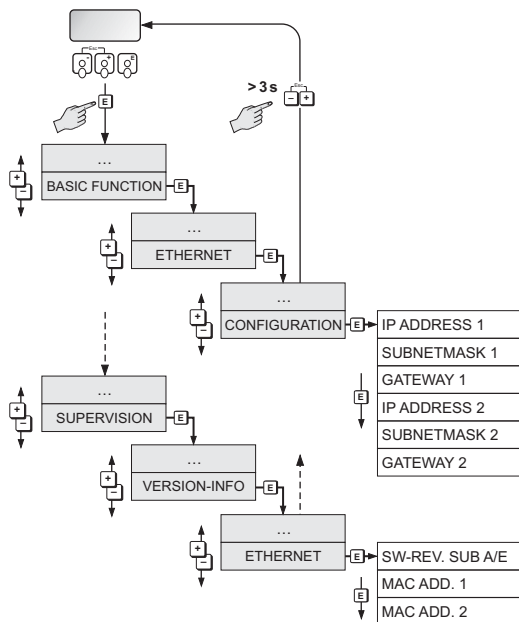 Esc
- + E
> 3 s
Esc
- +
E
...
+
-
BASIC FUNCTION
E
...
+
-
ETHERNET
E
...
+
-
CONFIGURATION
E
IP ADDRESS 1
SUBNETMASK 1
GATEWAY 1
E
IP ADDRESS 2
SUBNETMASK 2
GATEWAY 2
...
+
-
SUPERVISION
E
...
+
-
VERSION-INFO
E
...
+
-
ETHERNET
E
SW-REV. SUB A/E
MAC ADD. 1
E
MAC ADD. 2